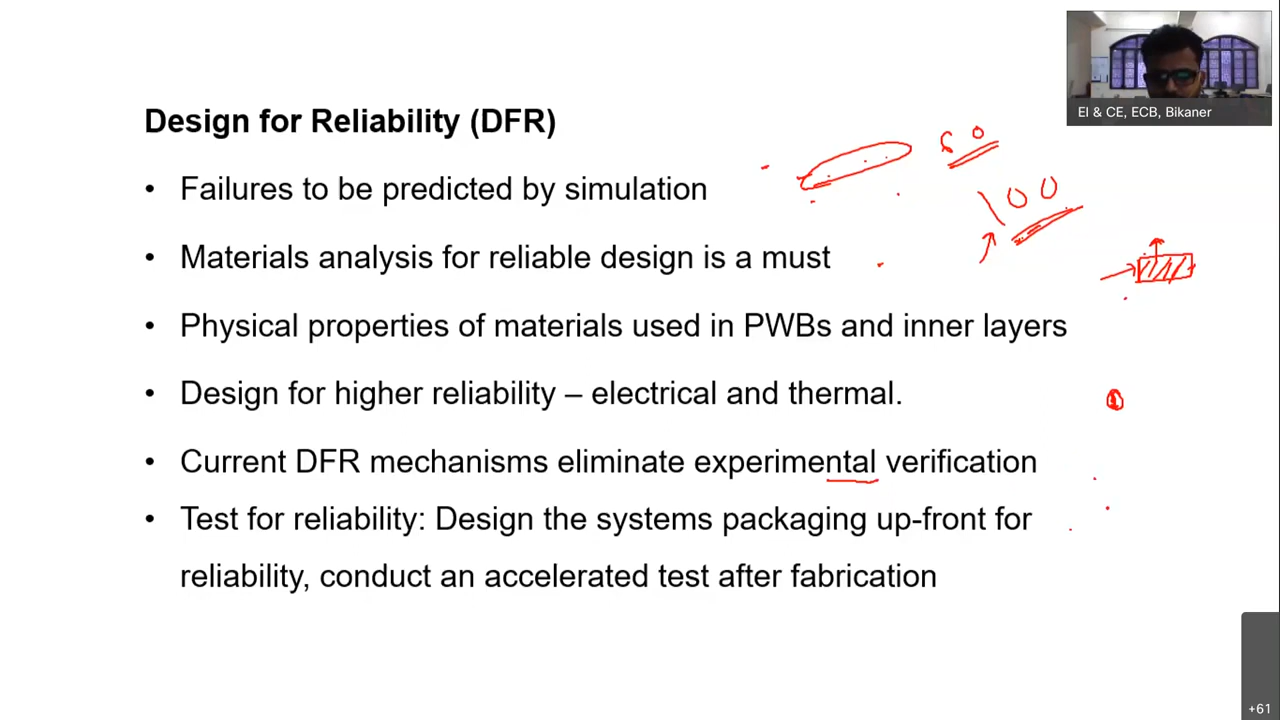 EI & CE, ECB, Bikaner
Design for Reliability (DFR)
60
• Failures to be predicted by simulation
100
• Materials analysis for reliable design is a must
• Physical properties of materials used in PWBs and inner layers
• Design for higher reliability – electrical and thermal.
• Current DFR mechanisms eliminate experimental verification
• Test for reliability: Design the systems packaging up-front for
reliability, conduct an accelerated test after fabrication
+61